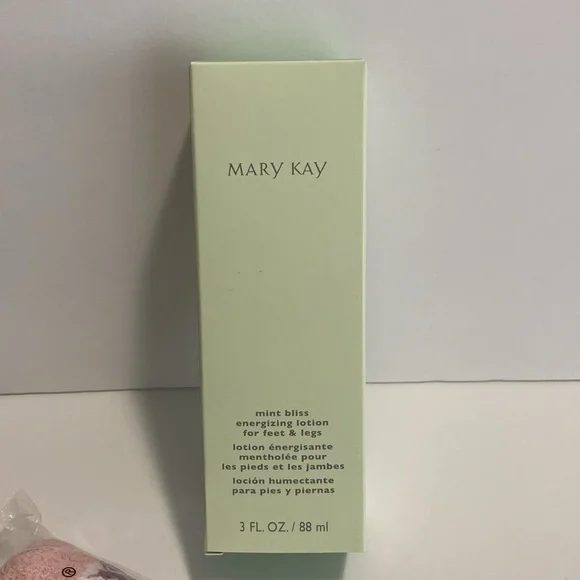 MARY KAY
mint bliss
energizing lotion
for feet & legs
lotion énergisante
mentholée pour
les pieds et les jambes
loción humectante
para pies y piernas
3 FL. OZ. / 88 ml
®